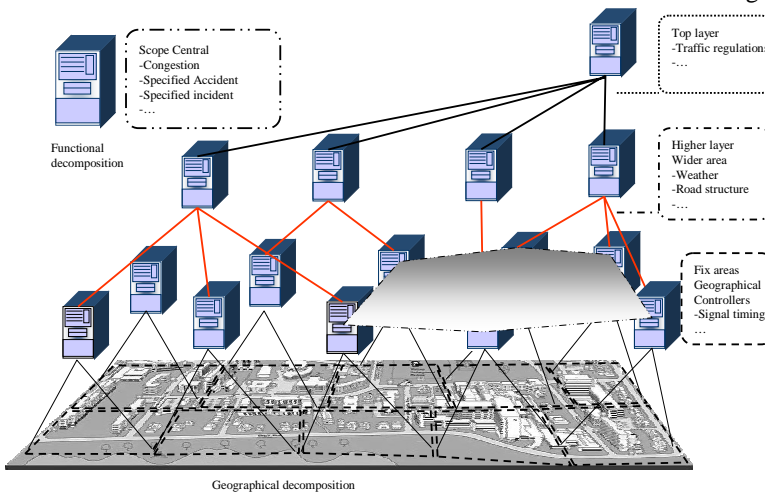 Scope Central
-Congestion
-Specified Accident
-Specified incident
-…
Functional
decomposition
Top layer
-Traffic regulations
-…
Higher layer
Wider area
-Weather
-Road structure
-…
Fix areas
Geographical
Controllers
-Signal timing
…
Geographical decomposition